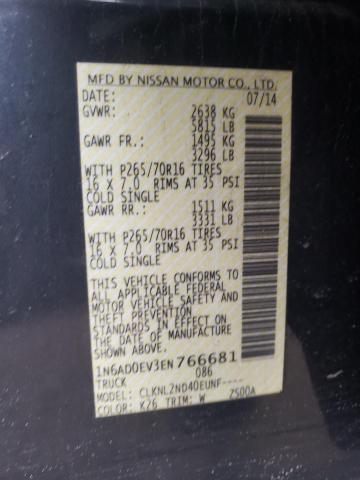 MFD BY NISSAN MOTOR CO., LTD.
DATE: 07/14
GVWR: 2638 KG
5815 LB
GAWR FR.: 1495 KG
3296 LB
WITH P265/70R16 TIRES
16 X 7.0 RIMS AT 35 PSI
COLD SINGLE
GAWR RR.: 1511 KG
3331 LB
WITH P265/70R16 TIRES
16 X 7.0 RIMS AT 35 PSI
COLD SINGLE
THIS VEHICLE CONFORMS TO
ALL APPLICABLE FEDERAL
MOTOR VEHICLE SAFETY AND
THEFT PREVENTION
STANDARDS IN EFFECT ON
THE DATE OF MANUFACTURE
SHOWN ABOVE.
1N6AD0EV3EN766681
TRUCK 086
MODEL: CLKNLZND40EUNF----
COLOR: K26 TRIM: W 7S00A